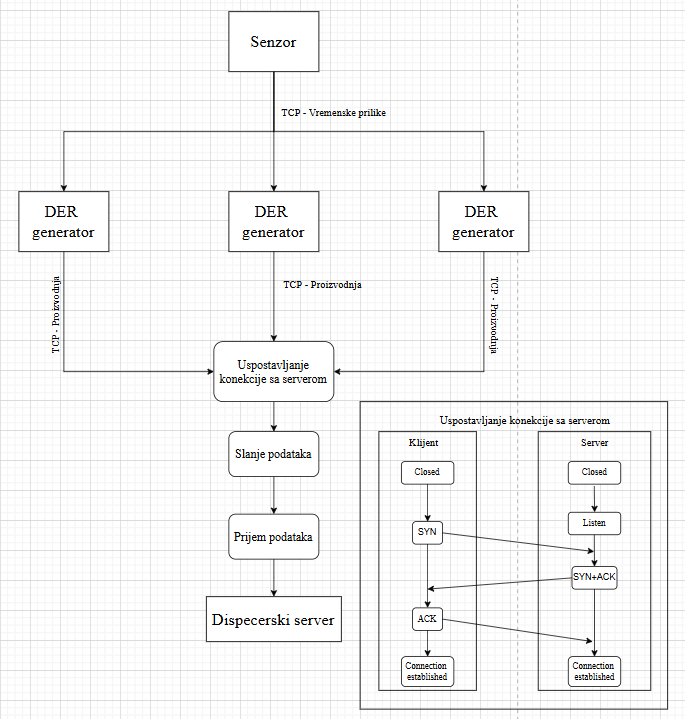 Senzor
TCP - Vremenske prilike
DER
generator
DER
generator
DER
generator
TCP - Proizvodnja
TCP - Proizvodnja
TCP - Proizvodnja
Uspostavljanje
konekcije sa serverom
Slanje podataka
Prijem podataka
Dispecerski server
Uspostavljanje konekcije sa serverom
Klijent
Closed
SYN
ACK
Connection
established
Server
Closed
Listen
SYN+ACK
Connection
established